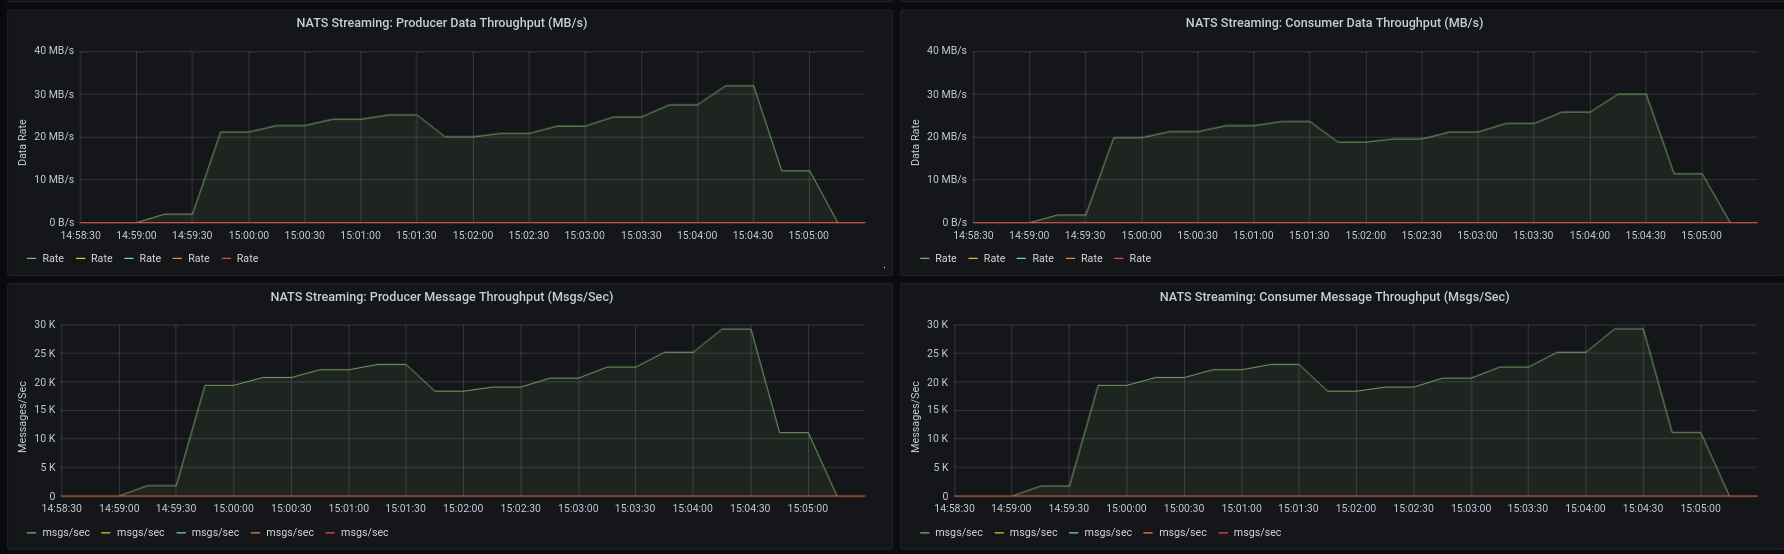 NATS Streaming: Producer Data Throughput (MB/s)
40 MB/s
30 MB/s
20 MB/s
10 MB/s
0 B/s
Data Rate
14:58:30 14:59:00 14:59:30 15:00:00 15:00:30 15:01:00 15:01:30 15:02:00 15:02:30 15:03:00 15:03:30 15:04:00 15:04:30 15:05:00
Rate Rate Rate Rate Rate
NATS Streaming: Consumer Data Throughput (MB/s)
40 MB/s
30 MB/s
20 MB/s
10 MB/s
0 B/s
Data Rate
14:58:30 14:59:00 14:59:30 15:00:00 15:00:30 15:01:00 15:01:30 15:02:00 15:02:30 15:03:00 15:03:30 15:04:00 15:04:30 15:05:00
Rate Rate Rate Rate Rate
NATS Streaming: Producer Message Throughput (Msgs/Sec)
30 K
25 K
20 K
15 K
10 K
5 K
0
Messages/Sec
14:58:30 14:59:00 14:59:30 15:00:00 15:00:30 15:01:00 15:01:30 15:02:00 15:02:30 15:03:00 15:03:30 15:04:00 15:04:30 15:05:00
msgs/sec msgs/sec msgs/sec msgs/sec msgs/sec
NATS Streaming: Consumer Message Throughput (Msgs/Sec)
30 K
25 K
20 K
15 K
10 K
5 K
0
Messages/Sec
14:58:30 14:59:00 14:59:30 15:00:00 15:00:30 15:01:00 15:01:30 15:02:00 15:02:30 15:03:00 15:03:30 15:04:00 15:04:30 15:05:00
msgs/sec msgs/sec msgs/sec msgs/sec msgs/sec